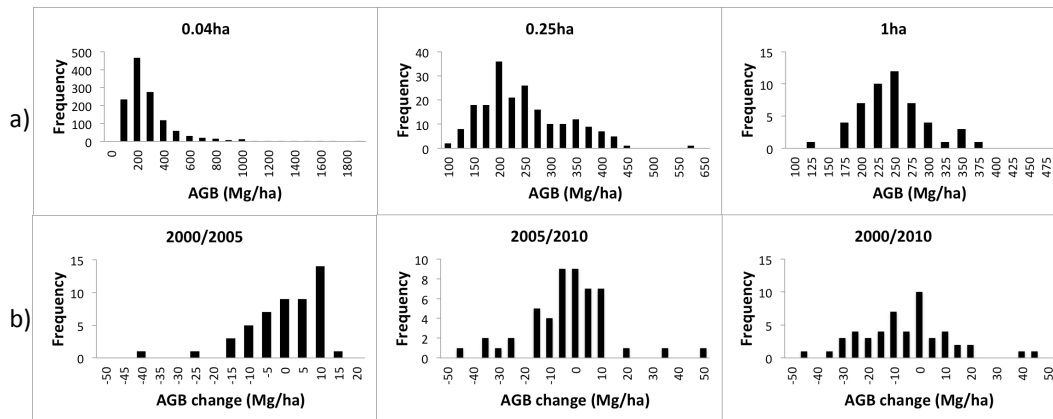 a)
0.04ha
Frequency
500
400
300
200
100
0
0 200 400 600 800 1000 1200 1400 1600 1800
AGB (Mg/ha)
0.25ha
Frequency
40
30
20
10
0
100 150 200 250 300 350 400 450 500 550 600 650
AGB (Mg/ha)
1ha
Frequency
15
10
5
0
100 125 150 175 200 225 250 275 300 325 350 375 400 425 450 475
AGB (Mg/ha)
b)
2000/2005
Frequency
15
10
5
0
-50 -45 -40 -35 -30 -25 -20 -15 -10 -5 0 5 10 15 20
AGB change (Mg/ha)
2005/2010
Frequency
10
8
6
4
2
0
-50 -40 -30 -20 -10 0 10 20 30 40 50
AGB change (Mg/ha)
2000/2010
Frequency
15
10
5
0
-50 -40 -30 -20 -10 0 10 20 30 40 50
AGB change (Mg/ha)